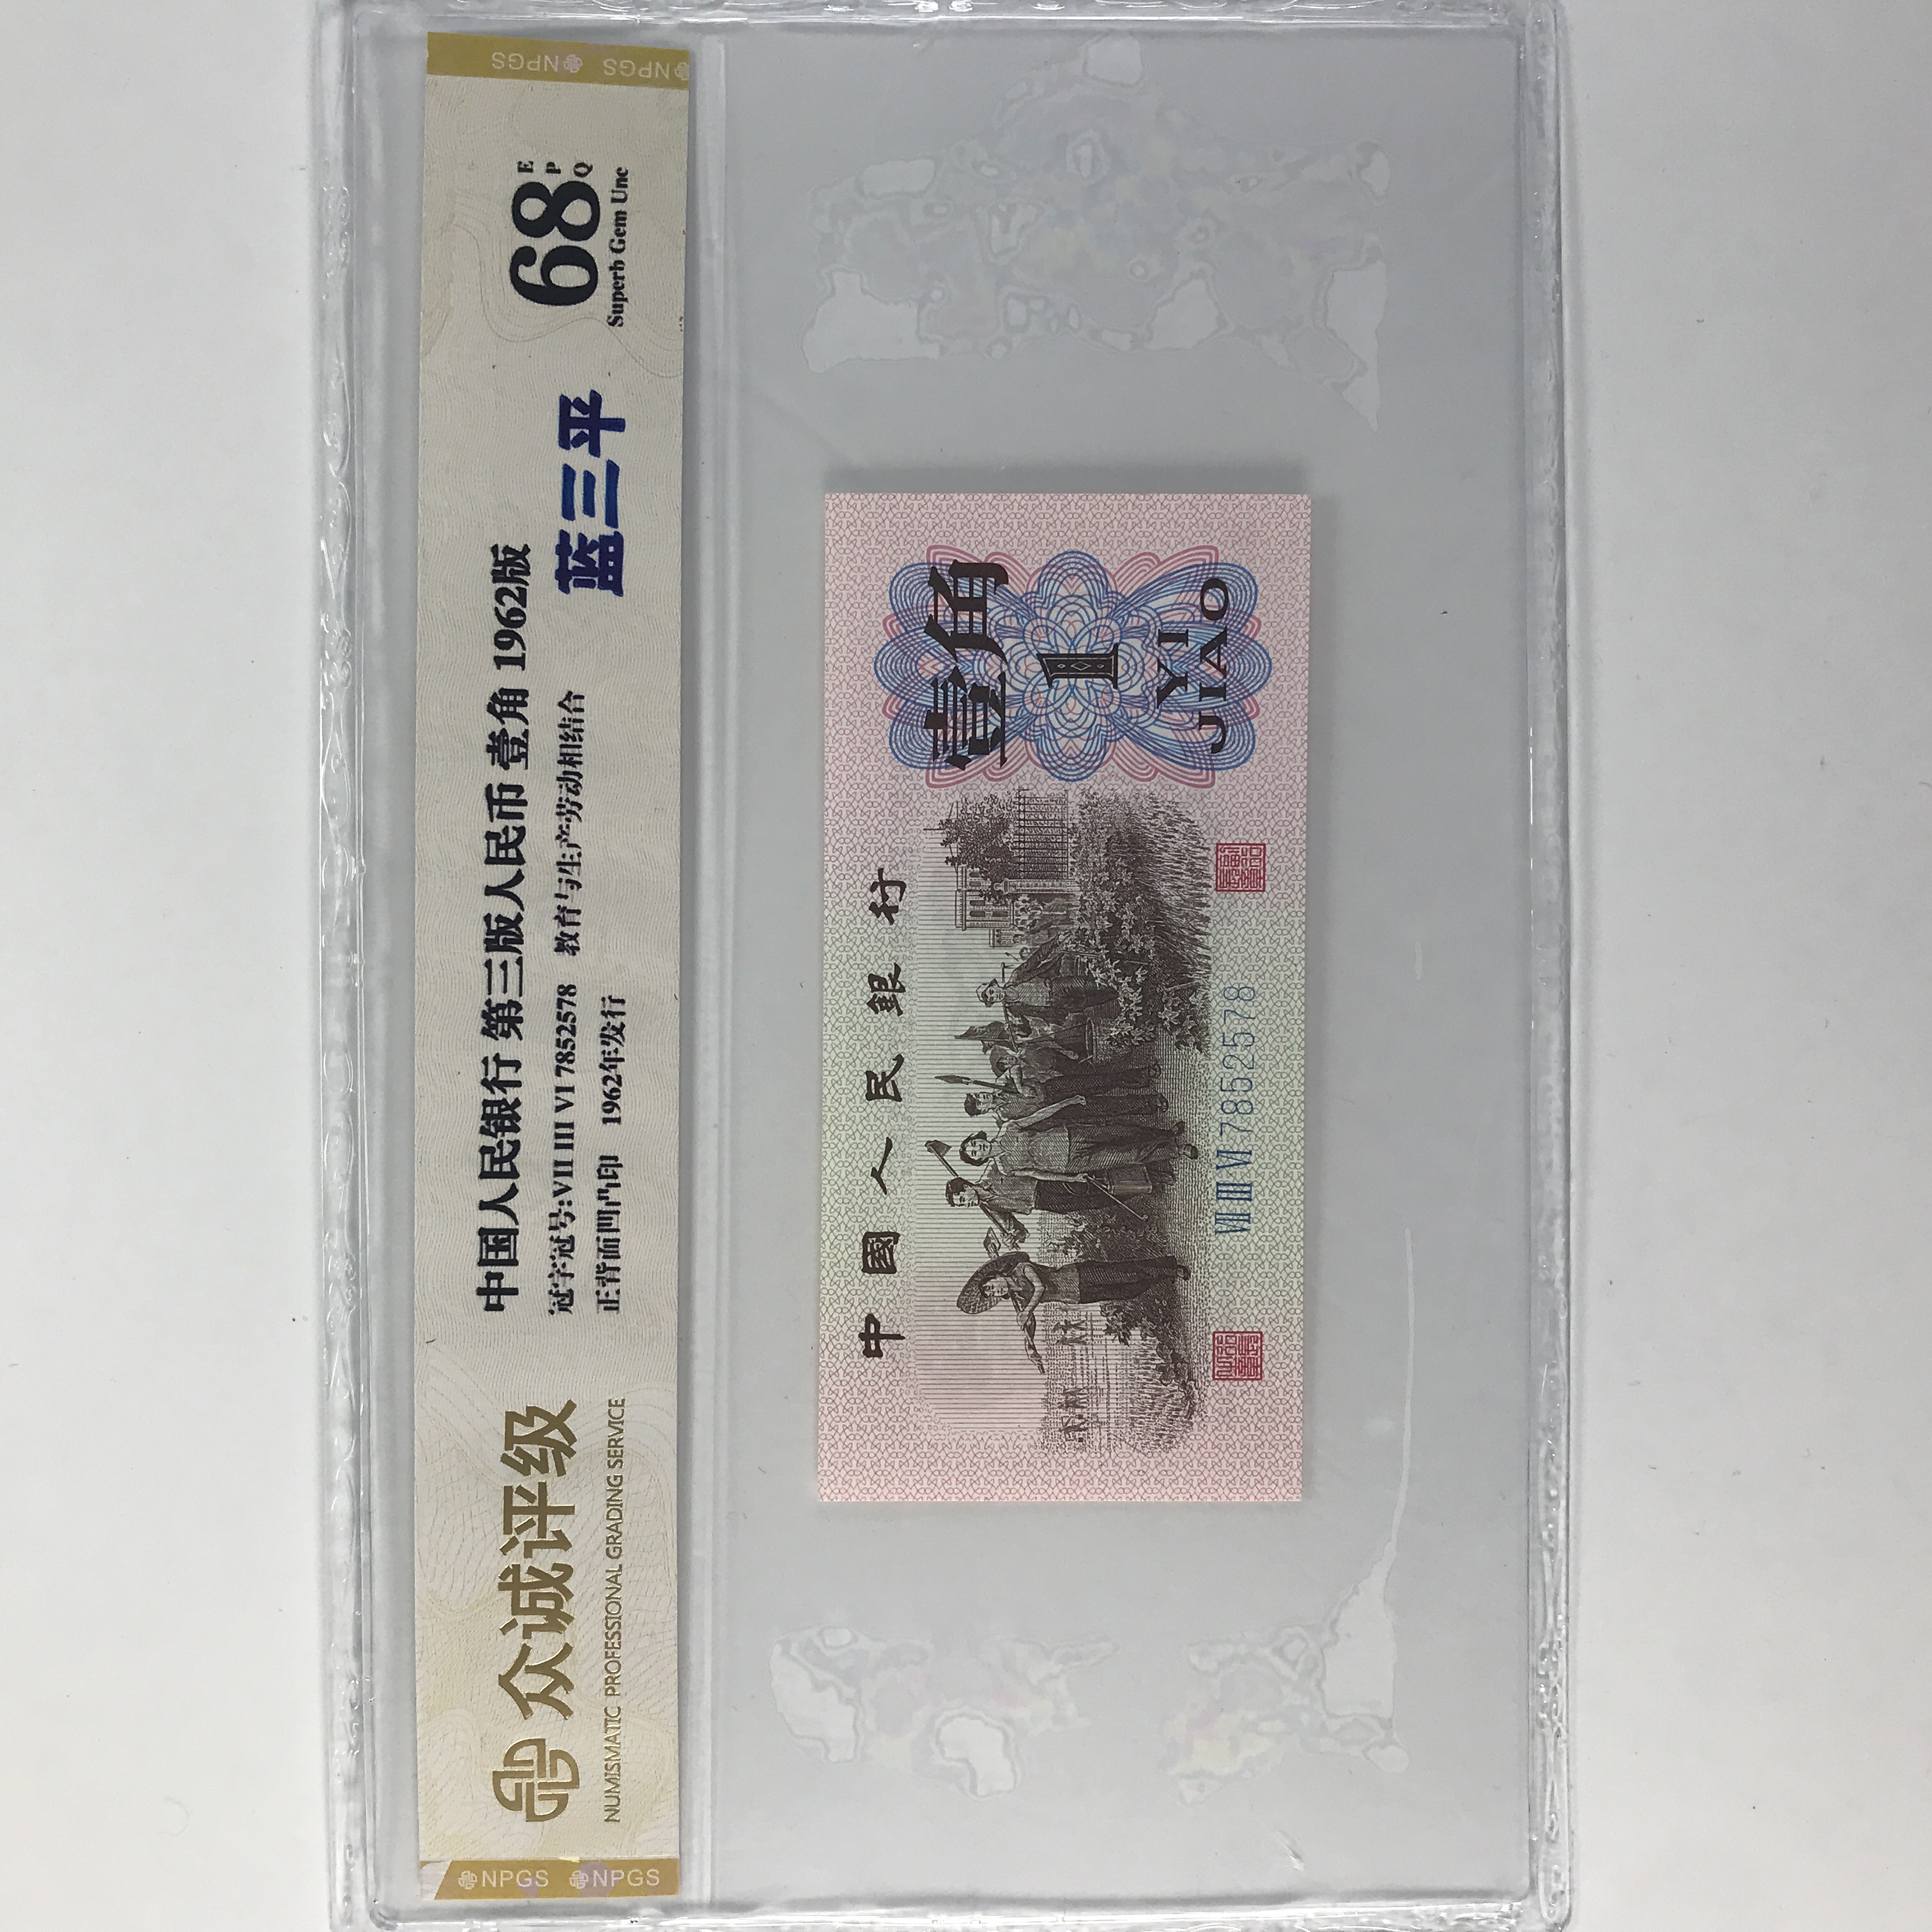 NPGS NPGS
众诚评级
NUMISMATIC PROFESSIONAL GRADING SERVICE
中国人民银行 第三版人民币 壹角 1962版
冠字冠号:VII III VI 7852578 教育与生产劳动相结合
正背面凹凸印 1962年发行
蓝三平
68 E P Q
Superb Gem Unc
NPGS NPGS
中國人民銀行
壹角
1
YI
JIAO
Ⅶ Ⅲ Ⅵ 7852578